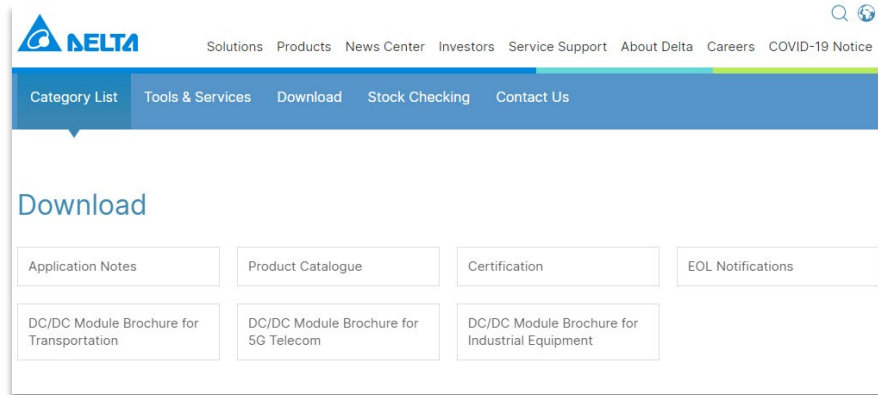 DELTA
Solutions Products News Center Investors Service Support About Delta Careers COVID-19 Notice
Category List Tools & Services Download Stock Checking Contact Us
Download
Application Notes Product Catalogue Certification EOL Notifications
DC/DC Module Brochure for DC/DC Module Brochure for DC/DC Module Brochure for
Transportation 5G Telecom Industrial Equipment